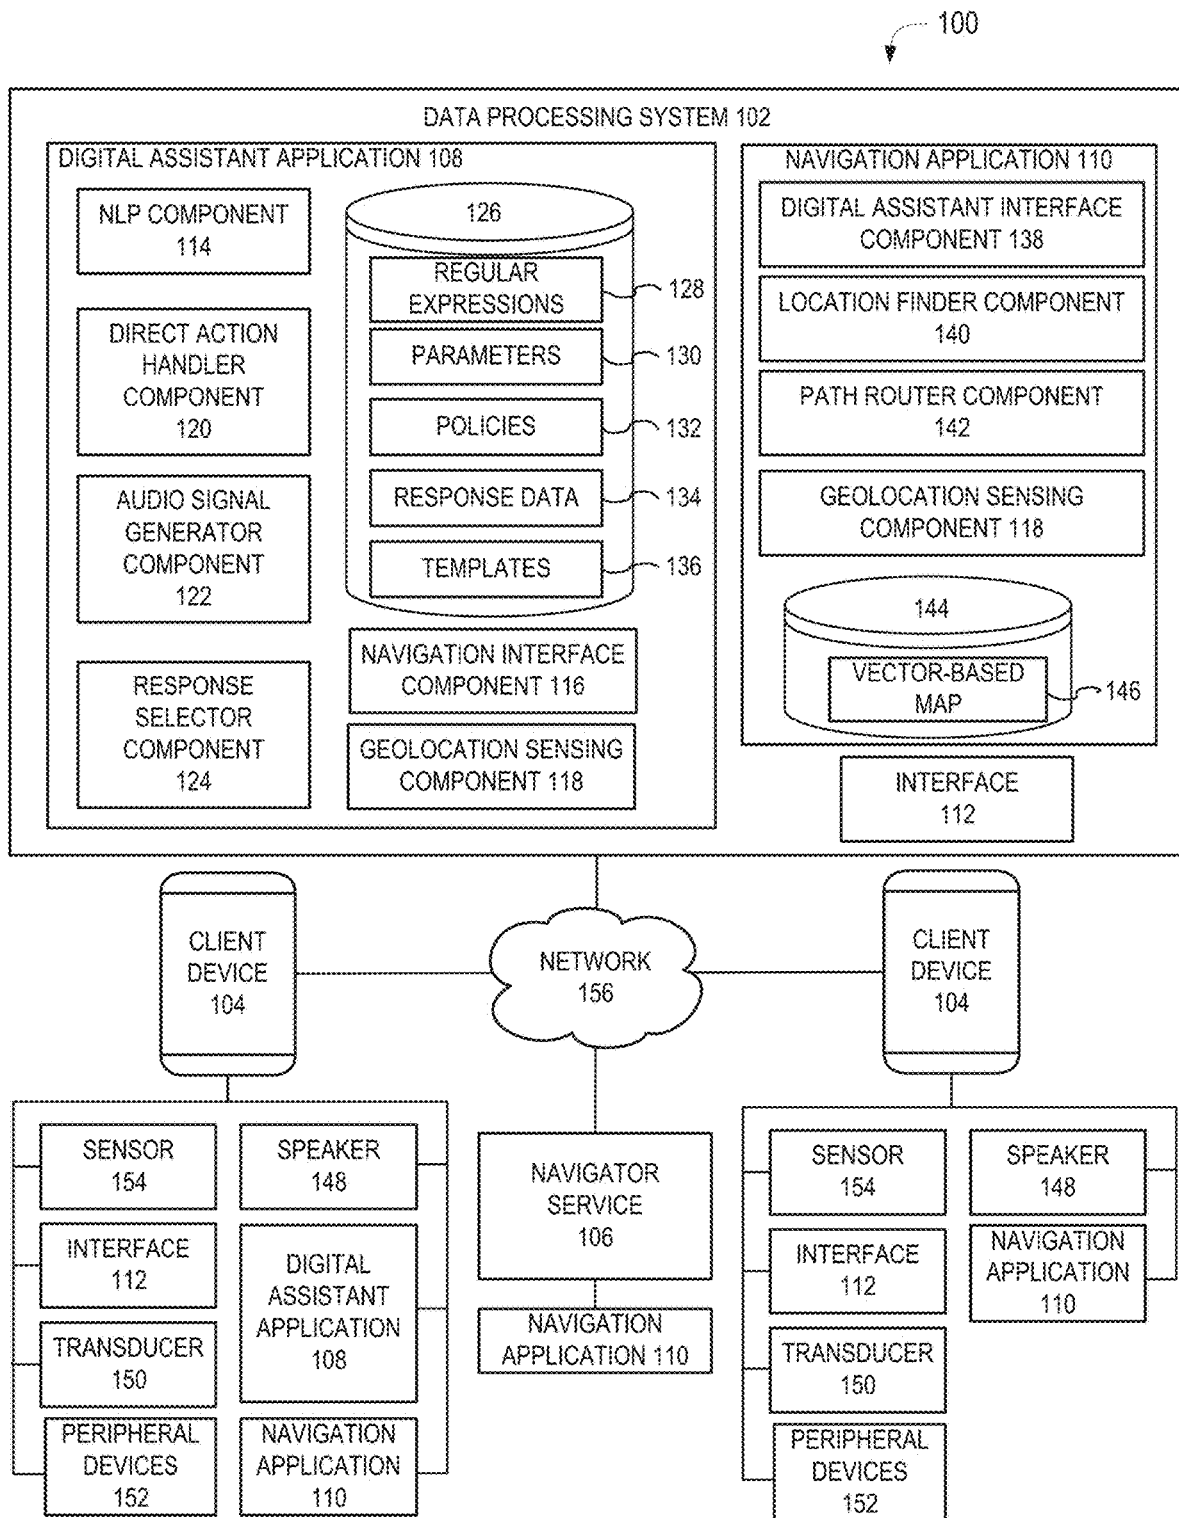 100
DATA PROCESSING SYSTEM 102
DIGITAL ASSISTANT APPLICATION 108
NLP COMPONENT
114
DIRECT ACTION
HANDLER
COMPONENT
120
AUDIO SIGNAL
GENERATOR
COMPONENT
122
RESPONSE
SELECTOR
COMPONENT
124
126
REGULAR
EXPRESSIONS
128
PARAMETERS
130
POLICIES
132
RESPONSE DATA
134
TEMPLATES
136
NAVIGATION INTERFACE
COMPONENT 116
GEOLOCATION SENSING
COMPONENT 118
NAVIGATION APPLICATION 110
DIGITAL ASSISTANT INTERFACE
COMPONENT 138
LOCATION FINDER COMPONENT
140
PATH ROUTER COMPONENT
142
GEOLOCATION SENSING
COMPONENT 118
144
VECTOR-BASED
MAP
146
INTERFACE
112
CLIENT
DEVICE
104
NETWORK
156
CLIENT
DEVICE
104
SENSOR
154
INTERFACE
112
TRANSDUCER
150
PERIPHERAL
DEVICES
152
SPEAKER
148
DIGITAL
ASSISTANT
APPLICATION
108
NAVIGATION
APPLICATION
110
NAVIGATOR
SERVICE
106
NAVIGATION
APPLICATION 110
SENSOR
154
INTERFACE
112
TRANSDUCER
150
PERIPHERAL
DEVICES
152
SPEAKER
148
NAVIGATION
APPLICATION
110